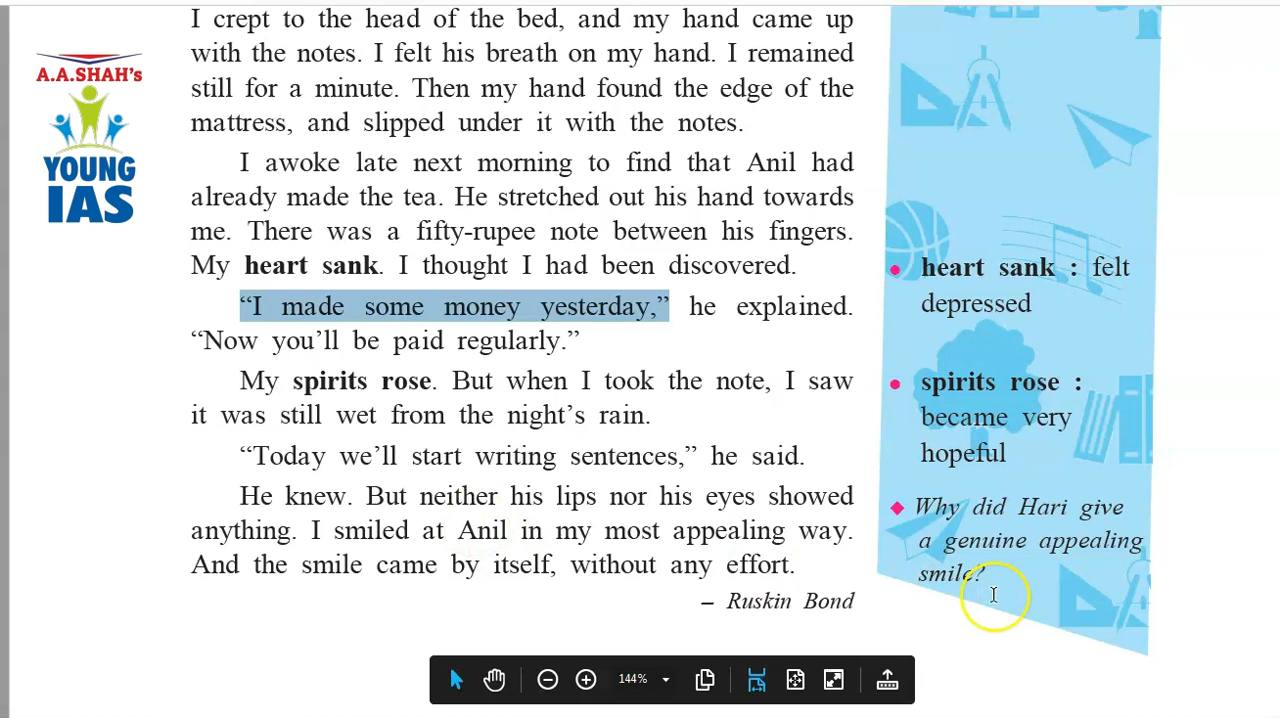 I crept to the head of the bed, and my hand came up
with the notes. I felt his breath on my hand. I remained
still for a minute. Then my hand found the edge of the
mattress, and slipped under it with the notes.
I awoke late next morning to find that Anil had
already made the tea. He stretched out his hand towards
me. There was a fifty-rupee note between his fingers.
My heart sank. I thought I had been discovered.
“I made some money yesterday,” he explained.
“Now you’ll be paid regularly.”
My spirits rose. But when I took the note, I saw
it was still wet from the night’s rain.
“Today we’ll start writing sentences,” he said.
He knew. But neither his lips nor his eyes showed
anything. I smiled at Anil in my most appealing way.
And the smile came by itself, without any effort.
– Ruskin Bond
A.A.SHAH’s
YOUNG
IAS
heart sank : felt
depressed
spirits rose :
became very
hopeful
Why did Hari give
a genuine appealing
smile?
144%